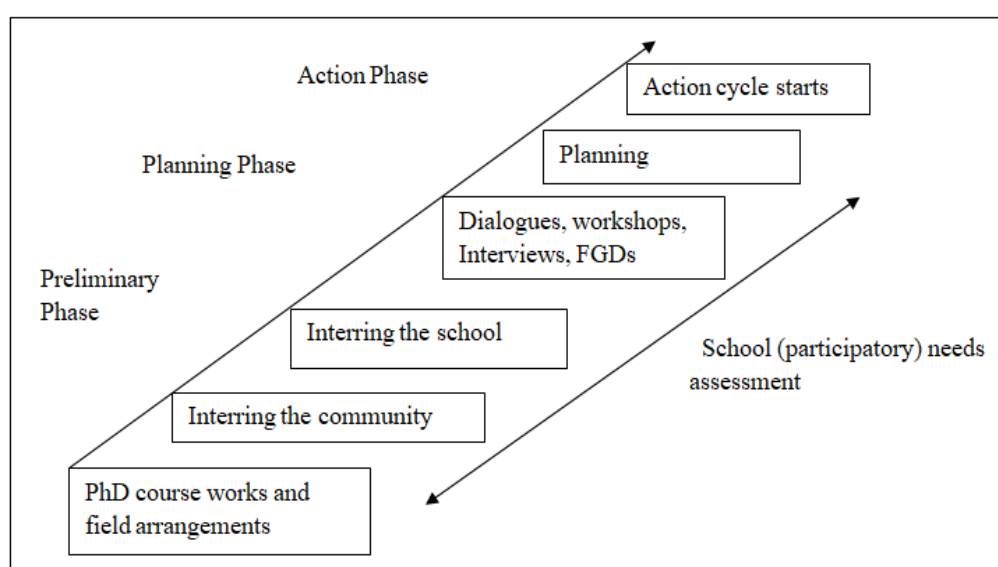 Action Phase
Action cycle starts
Planning Phase
Planning
Dialogues, workshops,
Interviews, FGDs
Preliminary
Phase
Interring the school
School (participatory) needs
assessment
Interring the community
PhD course works and
field arrangements